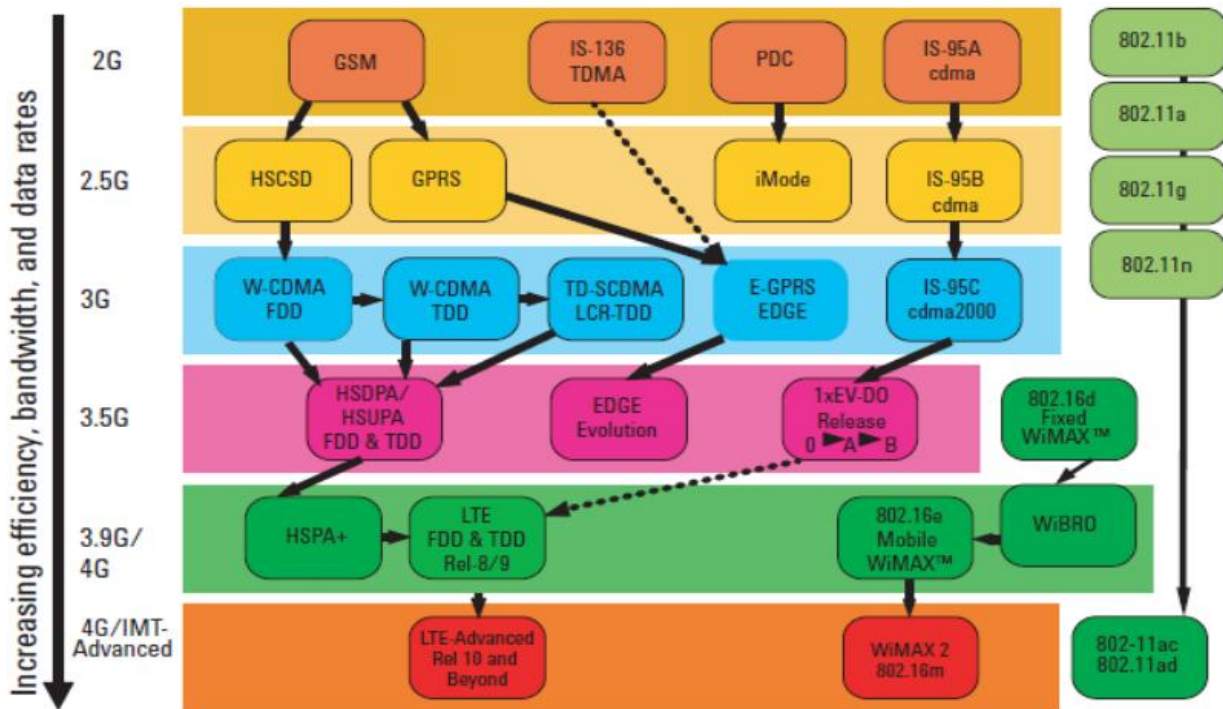 Increasing efficiency, bandwidth, and data rates
2G
GSM
IS-136
TDMA
PDC
IS-95A
cdma
802.11b
802.11a
2.5G
HSCSD
GPRS
iMode
IS-95B
cdma
802.11g
802.11n
3G
W-CDMA
FDD
W-CDMA
TDD
TD-SCDMA
LCR-TDD
E-GPRS
EDGE
IS-95C
cdma2000
3.5G
HSDPA/
HSUPA
FDD & TDD
EDGE
Evolution
1xEV-DO
Release
0 ► A ► B
802.16d
Fixed
WiMAX™
3.9G/
4G
HSPA+
LTE
FDD & TDD
Rel-8/9
802.16e
Mobile
WiMAX™
WiBRO
4G/IMT-
Advanced
LTE-Advanced
Rel 10 and
Beyond
WiMAX 2
802.16m
802-11ac
802.11ad